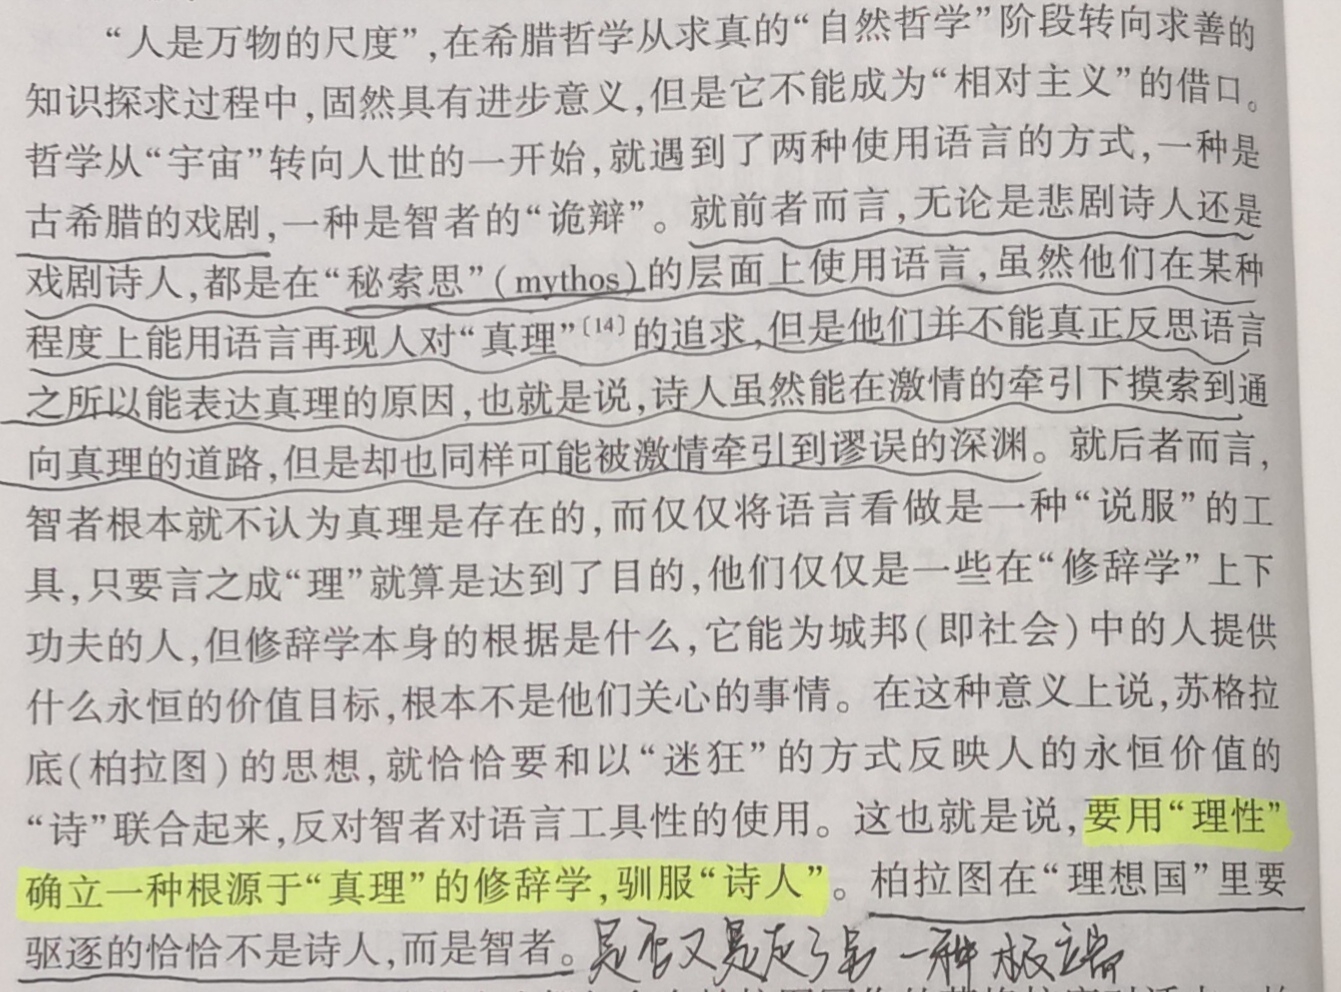 “人是万物的尺度”,在希腊哲学从求真的“自然哲学”阶段转向求善的
知识探求过程中,固然具有进步意义,但是它不能成为“相对主义”的借口。
哲学从“宇宙”转向人世的一开始,就遇到了两种使用语言的方式,一种是
古希腊的戏剧,一种是智者的“诡辩”。就前者而言,无论是悲剧诗人还是
戏剧诗人,都是在“秘索思”(mythos)的层面上使用语言,虽然他们在某种
程度上能用语言再现人对“真理”〔14〕的追求,但是他们并不能真正反思语言
之所以能表达真理的原因,也就是说,诗人虽然能在激情的牵引下摸索到通
向真理的道路,但是却也同样可能被激情牵引到谬误的深渊。就后者而言,
智者根本就不认为真理是存在的,而仅仅将语言看做是一种“说服”的工
具,只要言之成“理”就算是达到了目的,他们仅仅是一些在“修辞学”上下
功夫的人,但修辞学本身的根据是什么,它能为城邦(即社会)中的人提供
什么永恒的价值目标,根本不是他们关心的事情。在这种意义上说,苏格拉
底(柏拉图)的思想,就恰恰要和以“迷狂”的方式反映人的永恒价值的
“诗”联合起来,反对智者对语言工具性的使用。这也就是说,要用“理性”
确立一种根源于“真理”的修辞学,驯服“诗人”。柏拉图在“理想国”里要
驱逐的恰恰不是诗人,而是智者。是否又是走了另一种极端